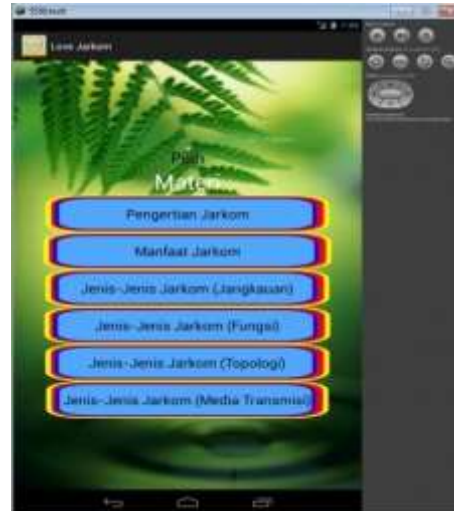 Love Jarkom
Pilih
Materi
Pengertian Jarkom
Manfaat Jarkom
Jenis-Jenis Jarkom (Jangkauan)
Jenis-Jenis Jarkom (Fungsi)
Jenis-Jenis Jarkom (Topologi)
Jenis-Jenis Jarkom (Media Transmisi)